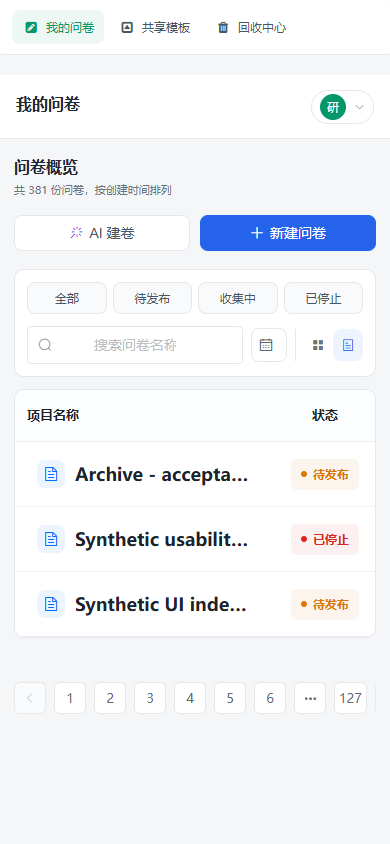 我的问卷 共享模板 回收中心
我的问卷 研
问卷概览
共 381 份问卷，按创建时间排列
AI 建卷 新建问卷
全部 待发布 收集中 已停止
搜索问卷名称
项目名称 状态
Archive - accepta... 待发布
Synthetic usabilit... 已停止
Synthetic UI inde... 待发布
1 2 3 4 5 6 ··· 127